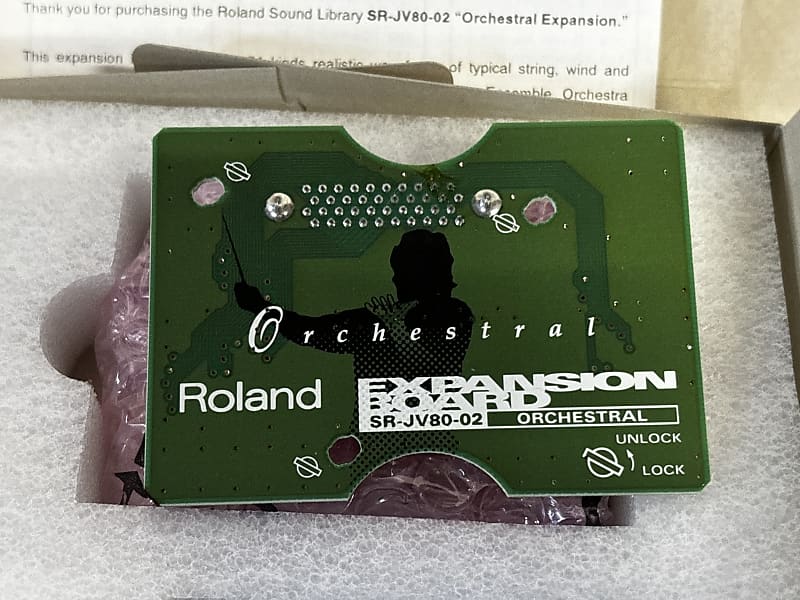 Thank you for purchasing the Roland Sound Library SR-JV80-02 “Orchestral Expansion.”
This expansion kinds realistic of typical string, wind and
Ensemble, Orchestra
Orchestral
Roland
EXPANSION
BOARD
SR-JV80-02 ORCHESTRAL
UNLOCK
LOCK